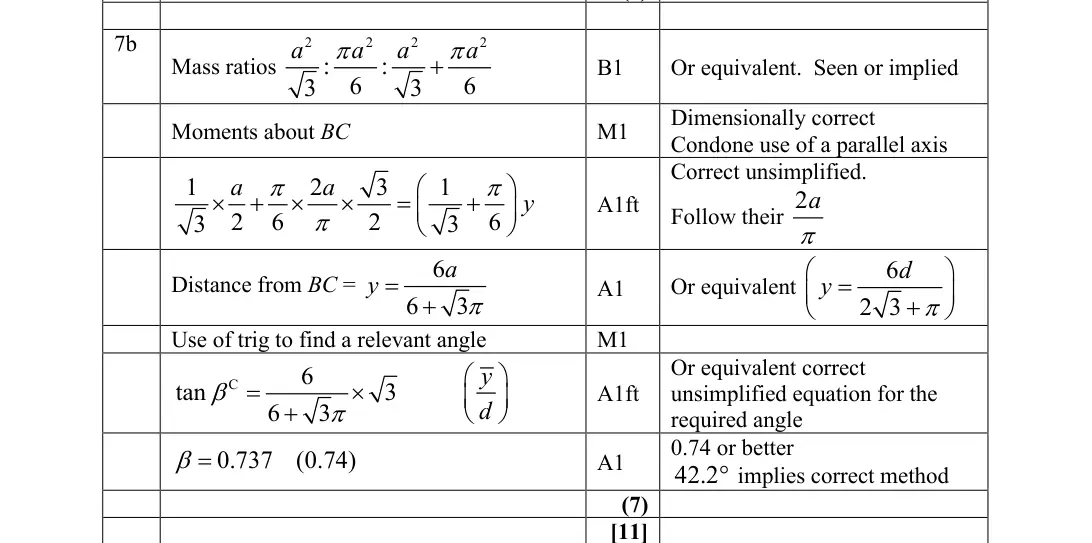 7b
Mass ratios a²/√3 : πa²/6 : a²/√3 + πa²/6
B1
Or equivalent. Seen or implied
Moments about BC
M1
Dimensionally correct
Condone use of a parallel axis
1/√3 × a/2 + π/6 × 2a/π × √3/2 = (1/√3 + π/6) y
A1ft
Correct unsimplified.
Follow their 2a/π
Distance from BC = y = 6a/(6 + √3π)
A1
Or equivalent (y = 6d/(2√3 + π))
Use of trig to find a relevant angle
M1
tan βᶜ = 6/(6 + √3π) × √3 (y̅/d)
A1ft
Or equivalent correct
unsimplified equation for the
required angle
β = 0.737 (0.74)
A1
0.74 or better
42.2° implies correct method
(7)
[11]